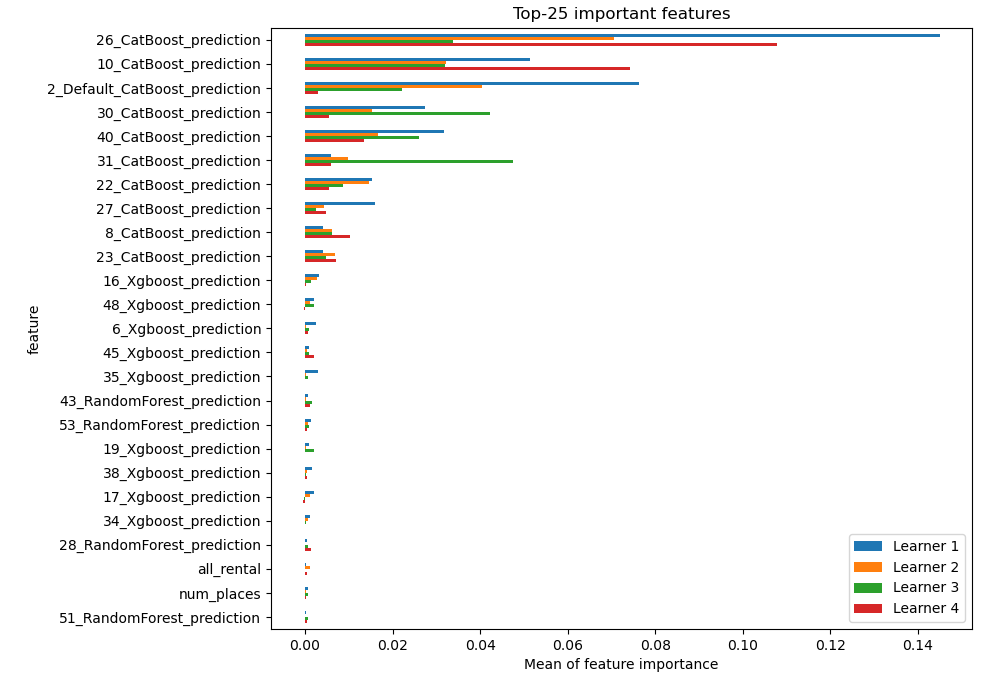 Top-25 important features
26_CatBoost_prediction
10_CatBoost_prediction
2_Default_CatBoost_prediction
30_CatBoost_prediction
40_CatBoost_prediction
31_CatBoost_prediction
22_CatBoost_prediction
27_CatBoost_prediction
8_CatBoost_prediction
23_CatBoost_prediction
16_Xgboost_prediction
48_Xgboost_prediction
6_Xgboost_prediction
45_Xgboost_prediction
35_Xgboost_prediction
43_RandomForest_prediction
53_RandomForest_prediction
19_Xgboost_prediction
38_Xgboost_prediction
17_Xgboost_prediction
34_Xgboost_prediction
28_RandomForest_prediction
all_rental
num_places
51_RandomForest_prediction
feature
Learner 1
Learner 2
Learner 3
Learner 4
0.00 0.02 0.04 0.06 0.08 0.10 0.12 0.14
Mean of feature importance